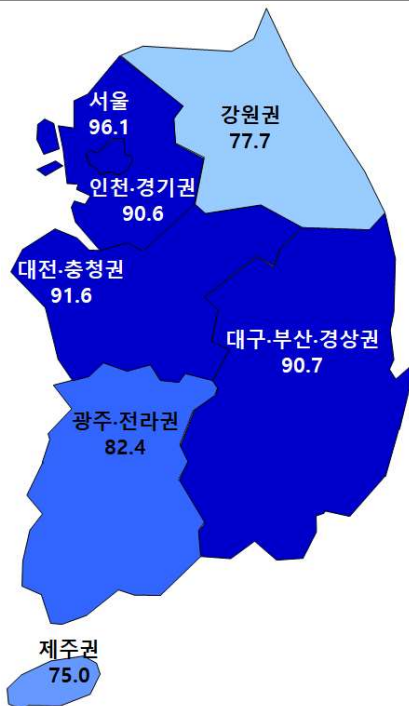 서울
96.1
강원권
77.7
인천·경기권
90.6
대전·충청권
91.6
대구·부산·경상권
90.7
광주·전라권
82.4
제주권
75.0